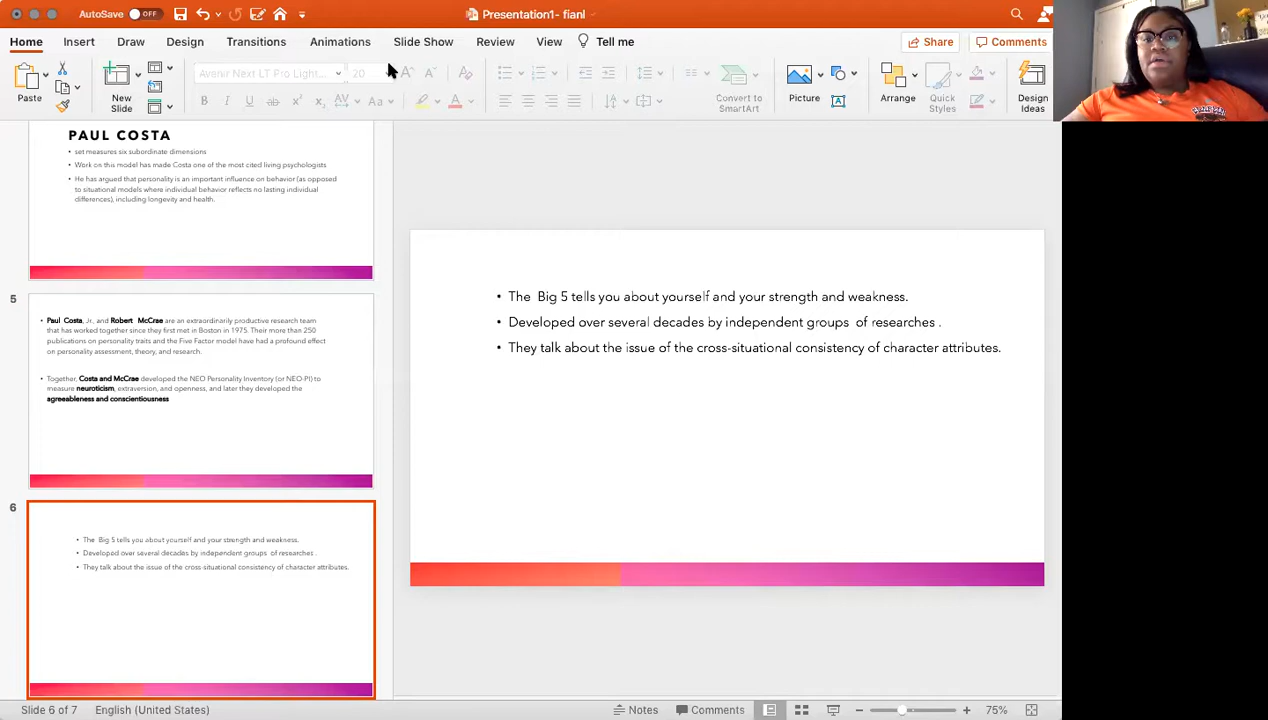 AutoSave OFF Presentation1- fianl
Home Insert Draw Design Transitions Animations Slide Show Review View Tell me Share Comments
Avenir Next LT Pro Light... 20
Paste New Slide Convert to SmartArt Picture Arrange Quick Styles Design Ideas
PAUL COSTA
• set measures six subordinate dimensions
• Work on this model has made Costa one of the most cited living psychologists
• He has argued that personality is an important influence on behavior (as opposed
to situational models where individual behavior reflects no lasting individual
differences), including longevity and health.
5
• Paul Costa, Jr., and Robert McCrae are an extraordinarily productive research team
that has worked together since they first met in Boston in 1975. Their more than 250
publications on personality traits and the Five Factor model have had a profound effect
on personality assessment, theory, and research.
• Together, Costa and McCrae developed the NEO Personality Inventory (or NEO-PI) to
measure neuroticism, extraversion, and openness, and later they developed the
agreeableness and conscientiousness
6
• The Big 5 tells you about yourself and your strength and weakness.
• Developed over several decades by independent groups of researches .
• They talk about the issue of the cross-situational consistency of character attributes.
• The Big 5 tells you about yourself and your strength and weakness.
• Developed over several decades by independent groups of researches .
• They talk about the issue of the cross-situational consistency of character attributes.
Slide 6 of 7 English (United States) Notes Comments 75%